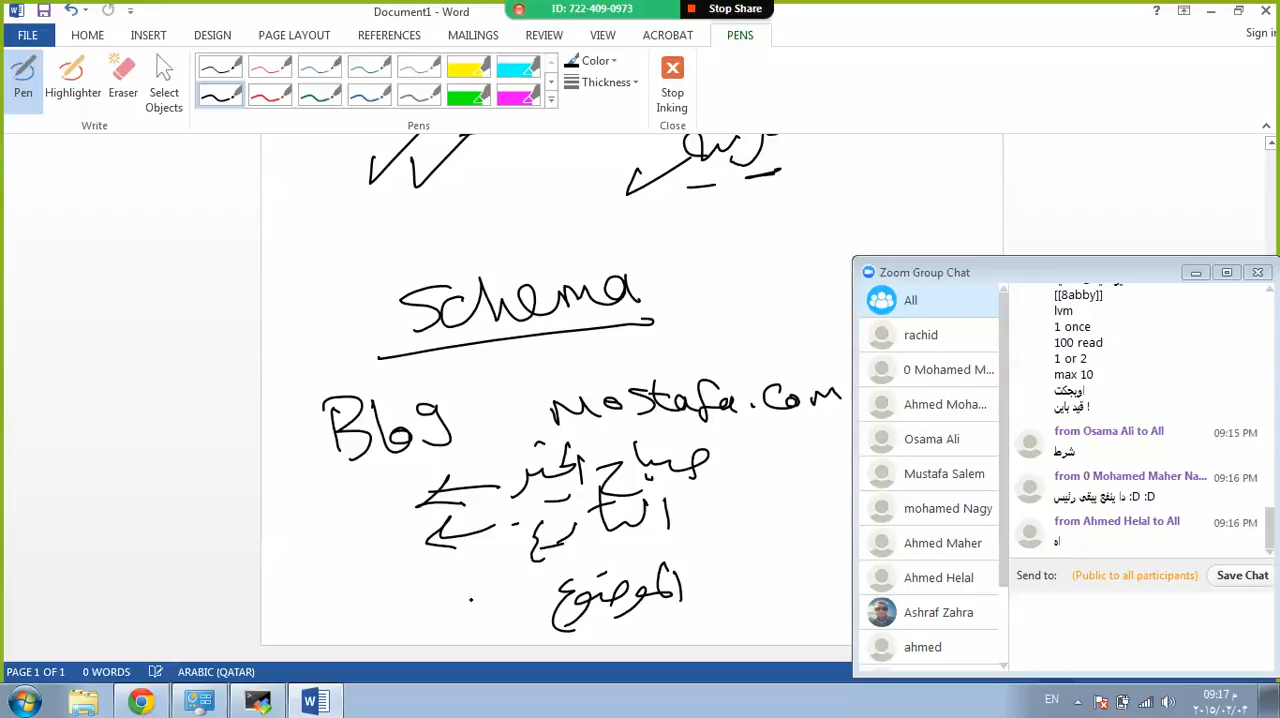 Document1 - Word
ID: 722-409-0973
Stop Share
?
Sign in
FILE HOME INSERT DESIGN PAGE LAYOUT REFERENCES MAILINGS REVIEW VIEW ACROBAT PENS
Pen
Highlighter
Eraser
Select Objects
Color
Thickness
Stop Inking
Write
Pens
Close
Schema
Blog
Mostafa.com
صباح الخير
التاريخ
الموضوع
Zoom Group Chat
All
rachid
0 Mohamed M...
Ahmed Moha...
Osama Ali
Mustafa Salem
mohamed Nagy
Ahmed Maher
Ahmed Helal
Ashraf Zahra
ahmed
[[8abby]]
lvm
1 once
100 read
1 or 2
max 10
اوبجكت
قيد باين !
from Osama Ali to All 09:15 PM
شرط
from 0 Mohamed Maher Na... 09:16 PM
دا ينفع يبقى رئيس :D :D
from Ahmed Helal to All 09:16 PM
اه
Send to: (Public to all participants) Save Chat
PAGE 1 OF 1 0 WORDS ARABIC (QATAR)
EN
09:17 م
٢٠١٥/٠٣/٠٣